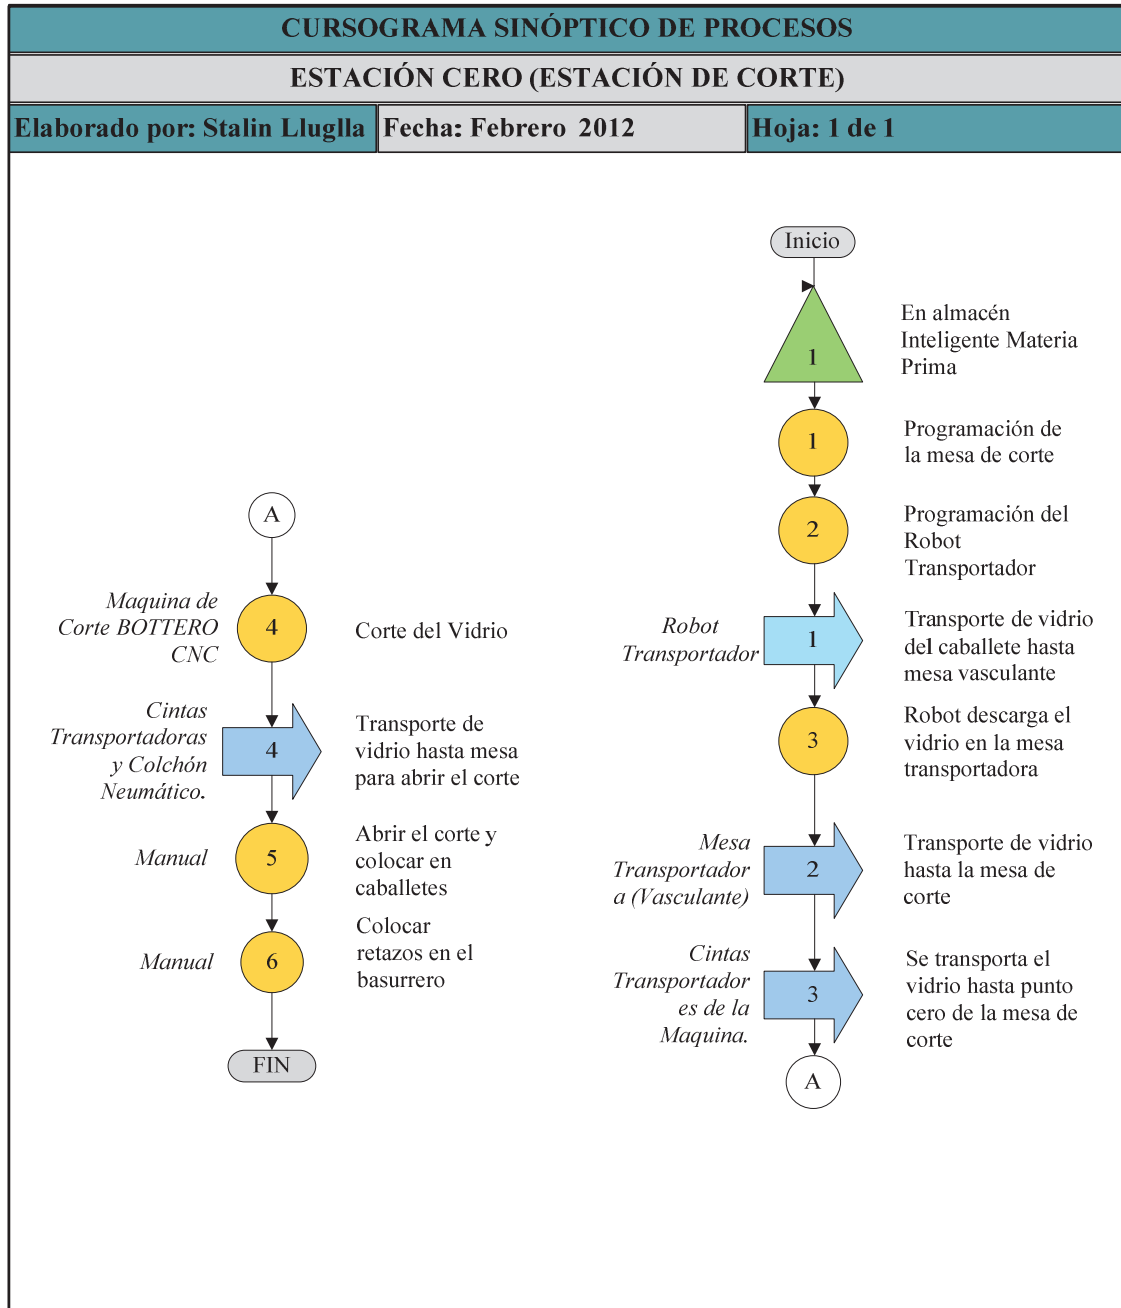 CURSOGRAMA SINÓPTICO DE PROCESOS
ESTACIÓN CERO (ESTACIÓN DE CORTE)
Elaborado por: Stalin Lluglla
Fecha: Febrero 2012
Hoja: 1 de 1
Inicio
1
En almacén
Inteligente Materia
Prima
1
Programación de
la mesa de corte
2
Programación del
Robot
Transportador
Robot
Transportador
1
Transporte de vidrio
del caballete hasta
mesa vasculante
3
Robot descarga el
vidrio en la mesa
transportadora
Mesa
Transportador
a (Vasculante)
2
Transporte de vidrio
hasta la mesa de
corte
Cintas
Transportador
es de la
Maquina.
3
Se transporta el
vidrio hasta punto
cero de la mesa de
corte
A
A
Maquina de
Corte BOTTERO
CNC
4
Corte del Vidrio
Cintas
Transportadoras
y Colchón
Neumático.
4
Transporte de
vidrio hasta mesa
para abrir el corte
Manual
5
Abrir el corte y
colocar en
caballetes
Manual
6
Colocar
retazos en el
basurrero
FIN